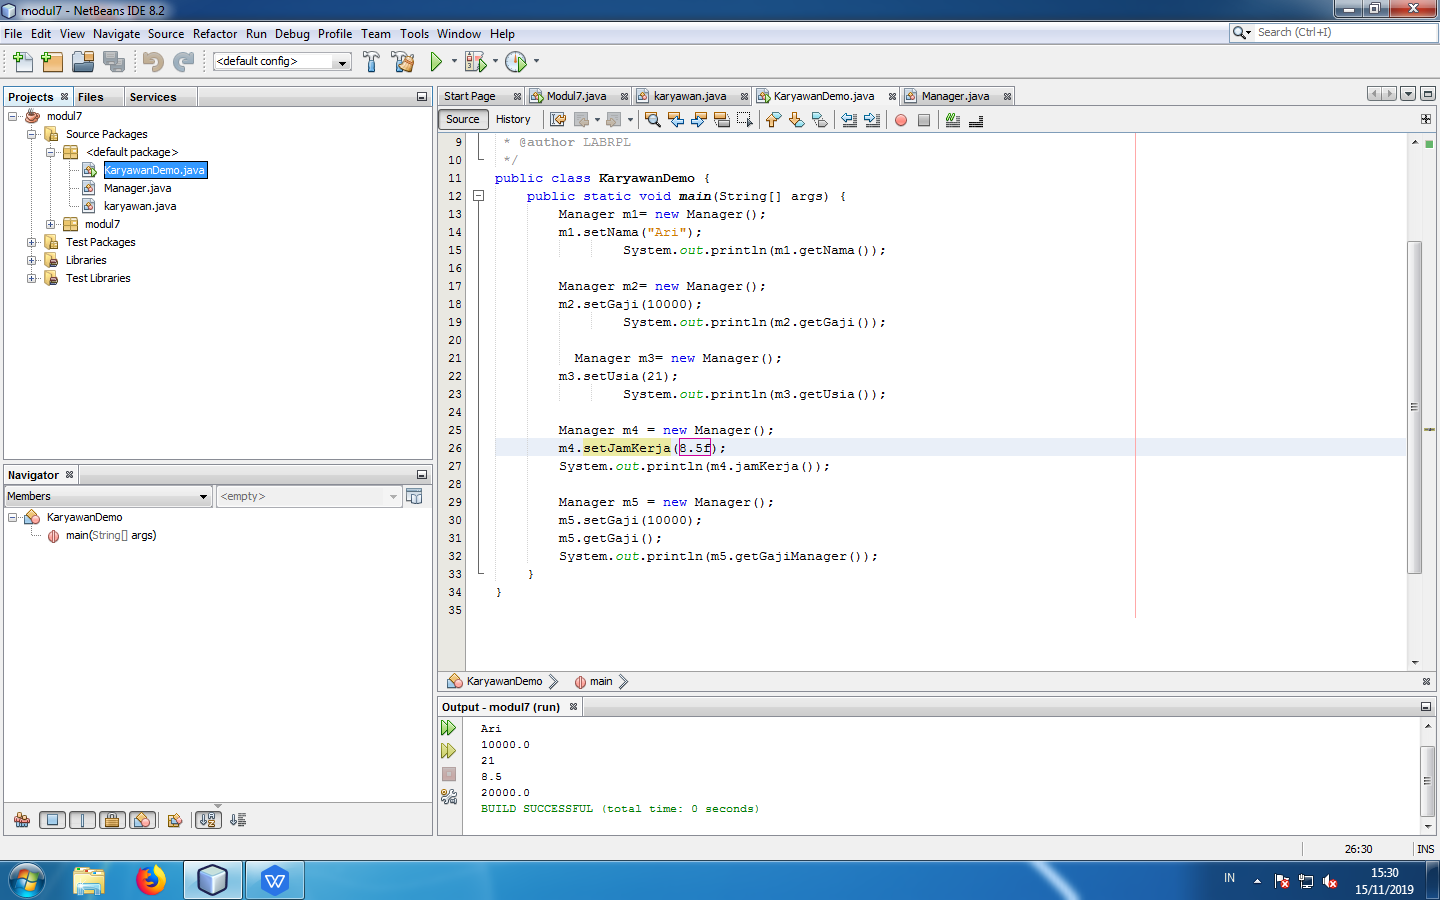 modul7 - NetBeans IDE 8.2
File Edit View Navigate Source Refactor Run Debug Profile Team Tools Window Help
Search (Ctrl+I)
<default config>
Projects Files Services
modul7
Source Packages
<default package>
KaryawanDemo.java
Manager.java
karyawan.java
modul7
Test Packages
Libraries
Test Libraries
Navigator
Members <empty>
KaryawanDemo
main(String[] args)
Start Page Modul7.java karyawan.java KaryawanDemo.java Manager.java
Source History
9 * @author LABRPL
10 */
11 public class KaryawanDemo {
12 public static void main(String[] args) {
13 Manager m1= new Manager();
14 m1.setNama("Ari");
15 System.out.println(m1.getNama());
16
17 Manager m2= new Manager();
18 m2.setGaji(10000);
19 System.out.println(m2.getGaji());
20
21 Manager m3= new Manager();
22 m3.setUsia(21);
23 System.out.println(m3.getUsia());
24
25 Manager m4 = new Manager();
26 m4.setJamKerja(8.5f);
27 System.out.println(m4.jamKerja());
28
29 Manager m5 = new Manager();
30 m5.setGaji(10000);
31 m5.getGaji();
32 System.out.println(m5.getGajiManager());
33 }
34 }
35
KaryawanDemo main
Output - modul7 (run)
Ari
10000.0
21
8.5
20000.0
BUILD SUCCESSFUL (total time: 0 seconds)
26:30 INS
IN
15:30
15/11/2019